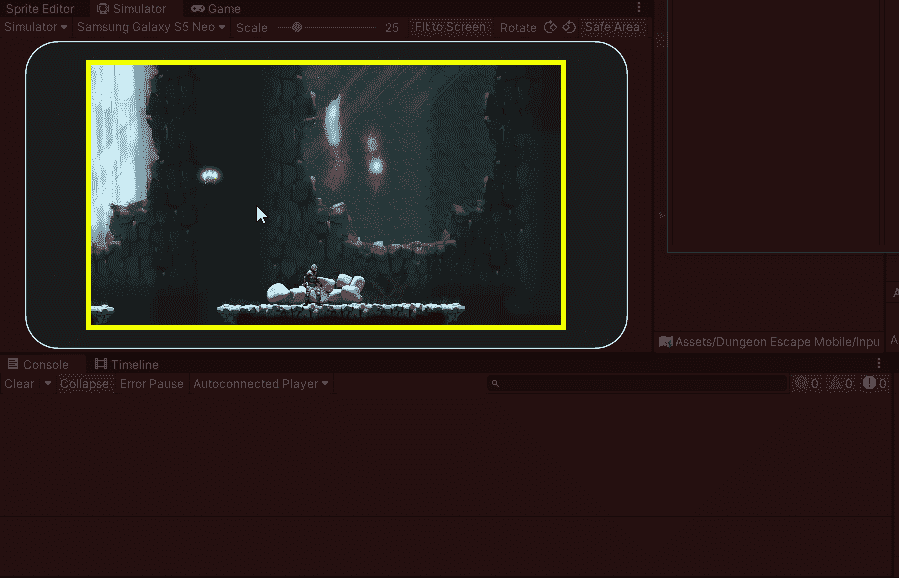 Sprite Editor Simulator Game
Simulator Samsung Galaxy S5 Neo Scale 25 Fit to Screen Rotate Safe Area
Assets/Dungeon Escape Mobile/Inpu
Console Timeline
Clear Collapse Error Pause Autoconnected Player 0 0 0